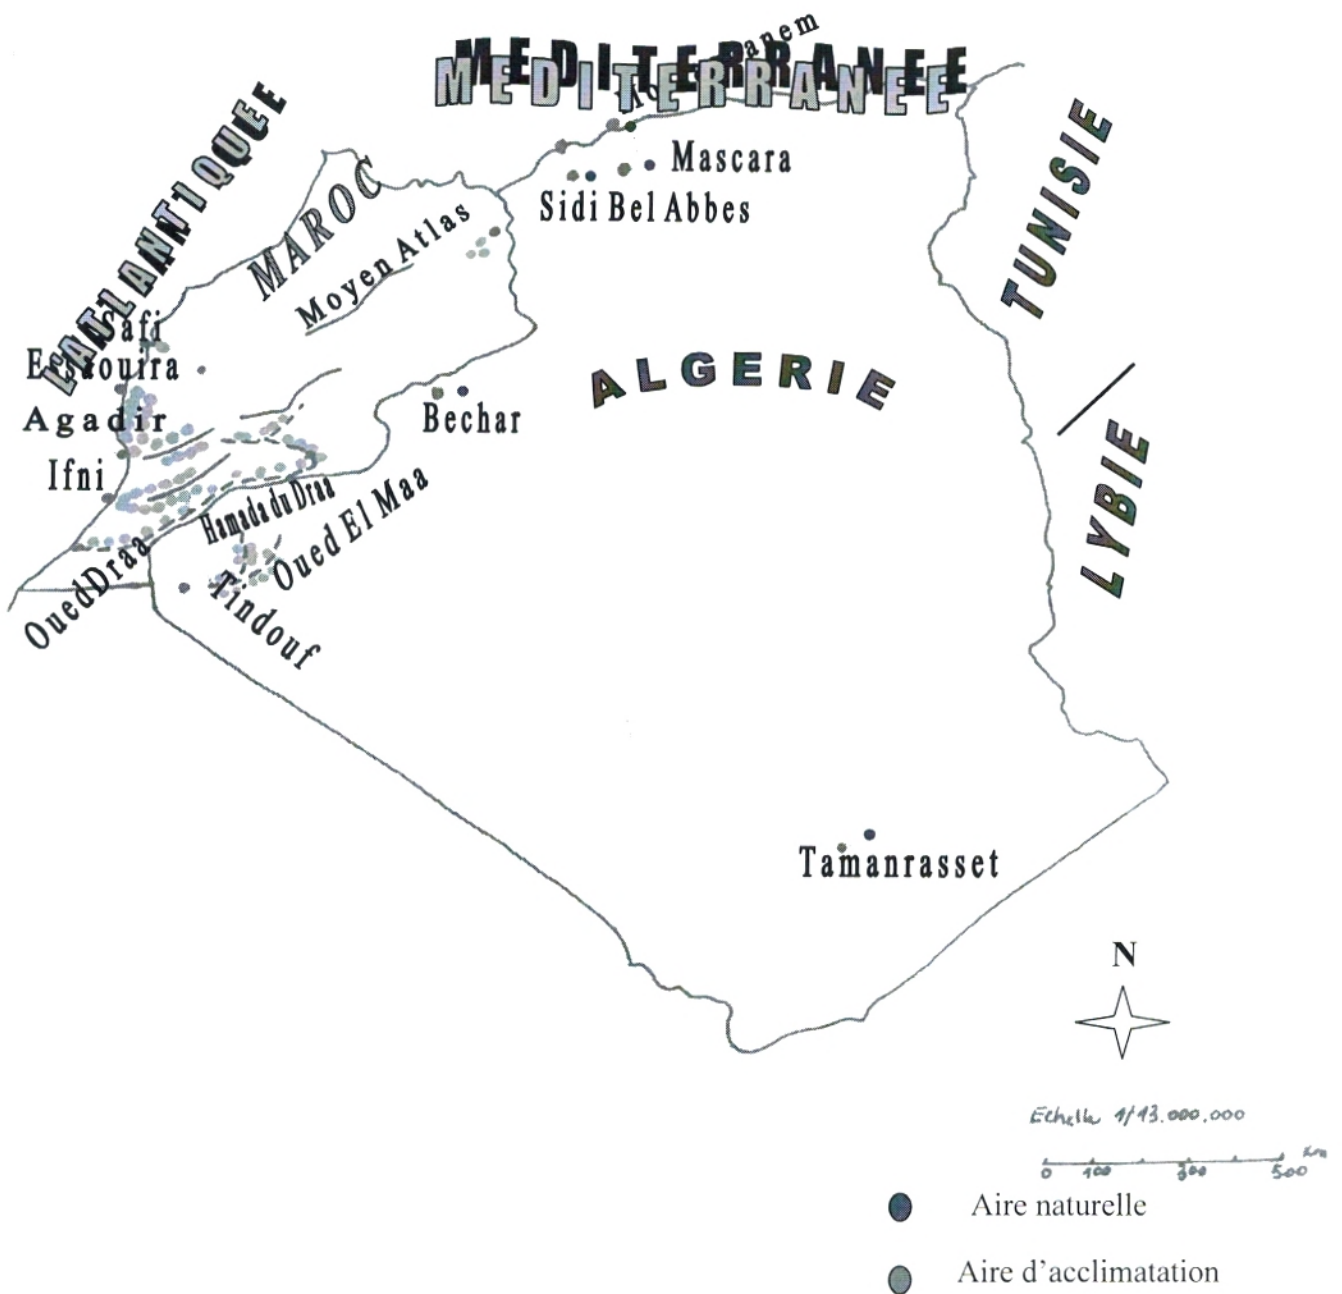 MEDITERRANEE
L'ATLANTIQUE
MAROC
TUNISIE
Mascara
Sidi Bel Abbes
Moyen Atlas
Safi
Essaouira
Agadir
Ifni
ALGERIE
Bechar
LYBIE
Hamada du Draa
Oued El Maa
Oued Draa
Tindouf
Tamanrasset
N
Echelle 1/13.000.000
0 100 300 500 Km
Aire naturelle
Aire d'acclimatation